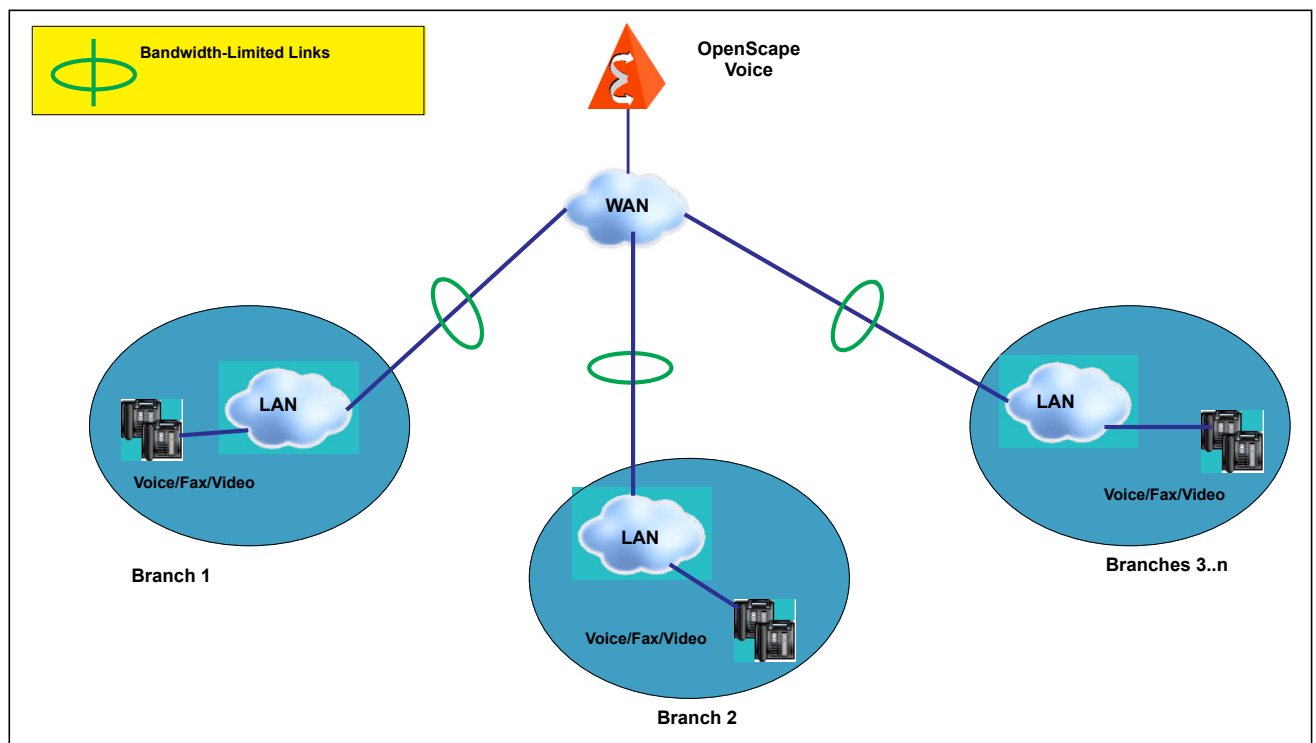 Bandwidth-Limited Links
OpenScape
Voice
WAN
LAN
Voice/Fax/Video
Branch 1
LAN
Voice/Fax/Video
Branch 2
LAN
Voice/Fax/Video
Branches 3..n